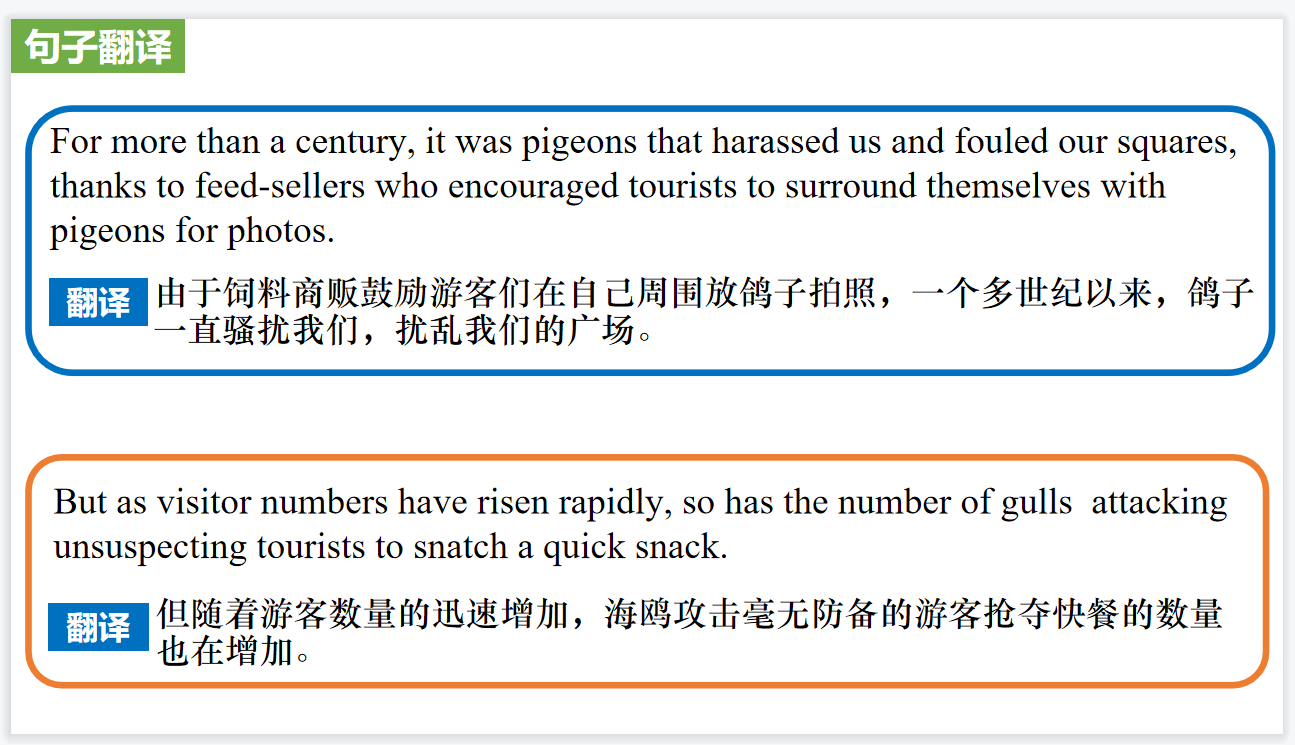 句子翻译
For more than a century, it was pigeons that harassed us and fouled our squares,
thanks to feed-sellers who encouraged tourists to surround themselves with
pigeons for photos.
翻译 由于饲料商贩鼓励游客们在自己周围放鸽子拍照，一个多世纪以来，鸽子
一直骚扰我们，扰乱我们的广场。
But as visitor numbers have risen rapidly, so has the number of gulls attacking
unsuspecting tourists to snatch a quick snack.
翻译 但随着游客数量的迅速增加，海鸥攻击毫无防备的游客抢夺快餐的数量
也在增加。